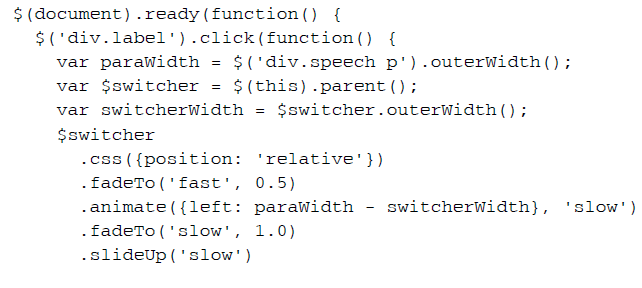 $(document).ready(function() {
  $('div.label').click(function() {
    var paraWidth = $('div.speech p').outerWidth();
    var $switcher = $(this).parent();
    var switcherWidth = $switcher.outerWidth();
    $switcher
      .css({position: 'relative'})
      .fadeTo('fast', 0.5)
      .animate({left: paraWidth - switcherWidth}, 'slow')
      .fadeTo('slow', 1.0)
      .slideUp('slow')